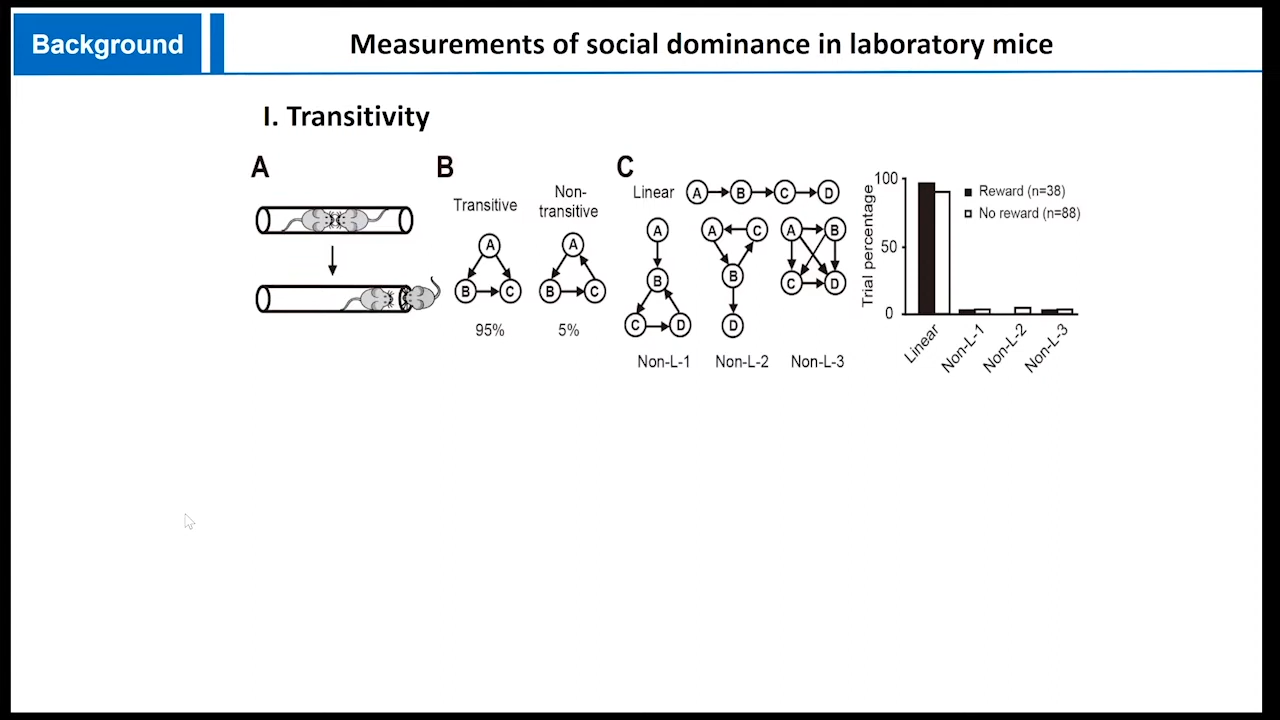 Background
Measurements of social dominance in laboratory mice
I. Transitivity
A
B
C
Transitive
Non-
transitive
A
B
C
A
B
C
95%
5%
Linear
A
B
C
D
A
B
C
D
A
C
B
D
A
B
C
D
Non-L-1
Non-L-2
Non-L-3
Trial percentage
100
50
0
Reward (n=38)
No reward (n=88)
Linear
Non-L-1
Non-L-2
Non-L-3